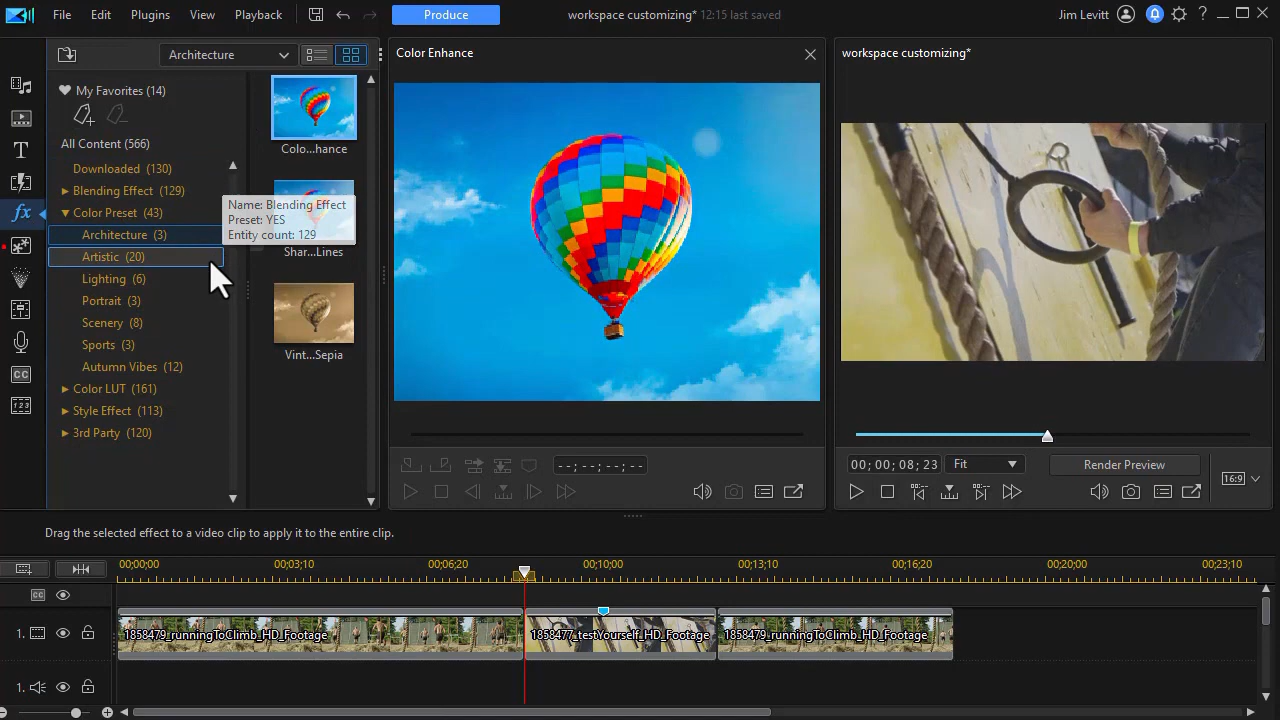 File Edit Plugins View Playback Produce workspace customizing* 12:15 last saved Jim Levitt
Architecture
My Favorites (14)
All Content (566)
Downloaded (130)
Blending Effect (129)
Color Preset (43)
Architecture (3)
Artistic (20)
Lighting (6)
Portrait (3)
Scenery (8)
Sports (3)
Autumn Vibes (12)
Color LUT (161)
Style Effect (113)
3rd Party (120)
Colo...hance
Name: Blending Effect
Preset: YES
Entity count: 129
Shar...Lines
Vint...Sepia
Color Enhance
--;--;--;--
workspace customizing*
00;00;08;23 Fit Render Preview
16:9
T
fx
CC
123
Drag the selected effect to a video clip to apply it to the entire clip.
00;00;00 00;03;10 00;06;20 00;10;00 00;13;10 00;16;20 00;20;00 00;23;10
CC
1. 1858479_runningToClimb_HD_Footage 1858477_testYourself_HD_Footage 1858479_runningToClimb_HD_Footage
1.